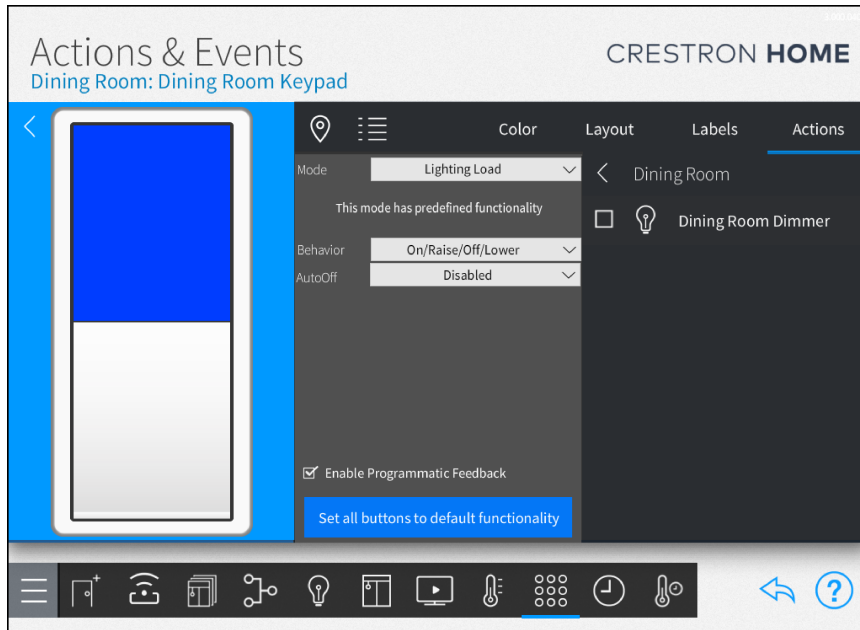 Actions & Events
CRESTRON HOME
Dining Room: Dining Room Keypad
Color
Layout
Labels
Actions
Mode
Lighting Load
This mode has predefined functionality
Behavior
On/Raise/Off/Lower
AutoOff
Disabled
Enable Programmatic Feedback
Set all buttons to default functionality
Dining Room
Dining Room Dimmer
?